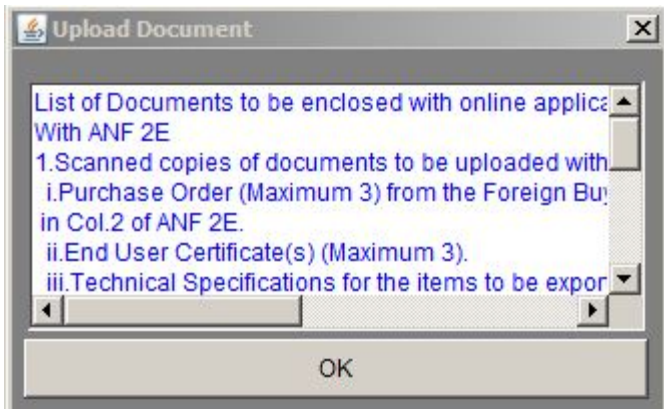 Upload Document
List of Documents to be enclosed with online applica
With ANF 2E
1.Scanned copies of documents to be uploaded with
i.Purchase Order (Maximum 3) from the Foreign Buy
in Col.2 of ANF 2E.
ii.End User Certificate(s) (Maximum 3).
iii.Technical Specifications for the items to be expor
OK